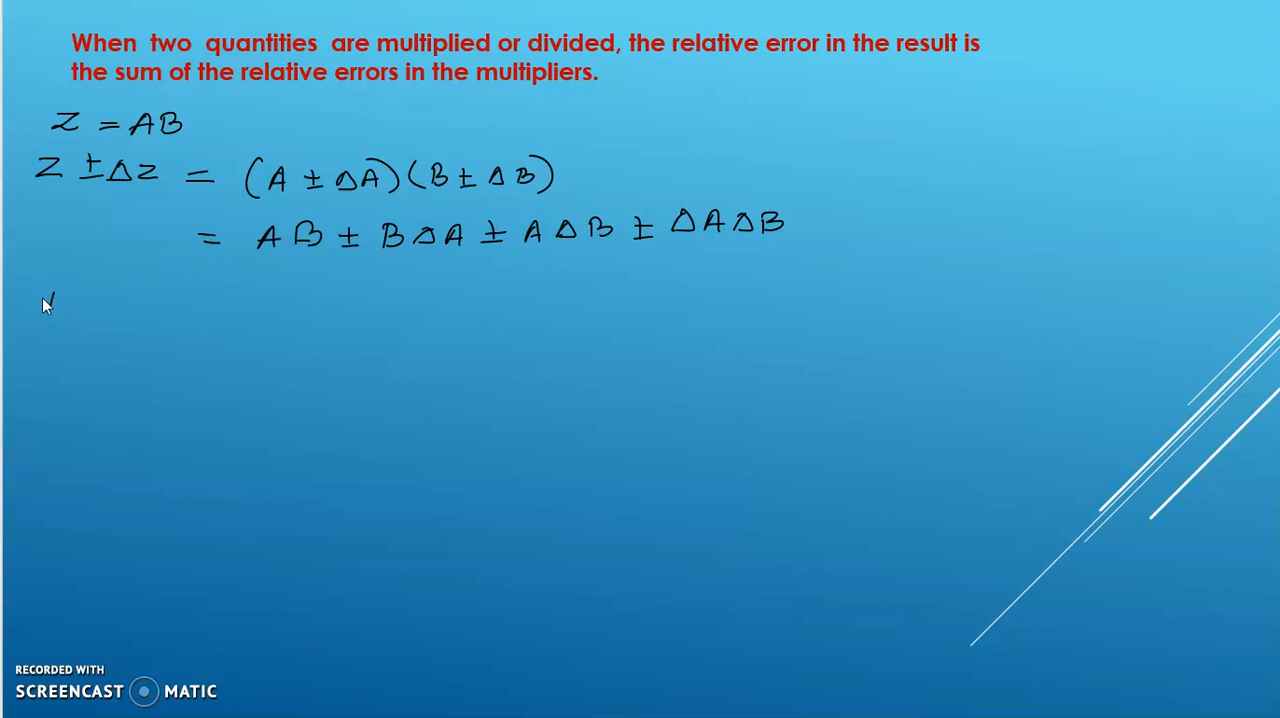 When two quantities are multiplied or divided, the relative error in the result is
the sum of the relative errors in the multipliers.
Z = AB
Z ± ΔZ = (A ± ΔA)(B ± ΔB)
= AB ± BΔA ± AΔB ± ΔAΔB
RECORDED WITH
SCREENCAST MATIC